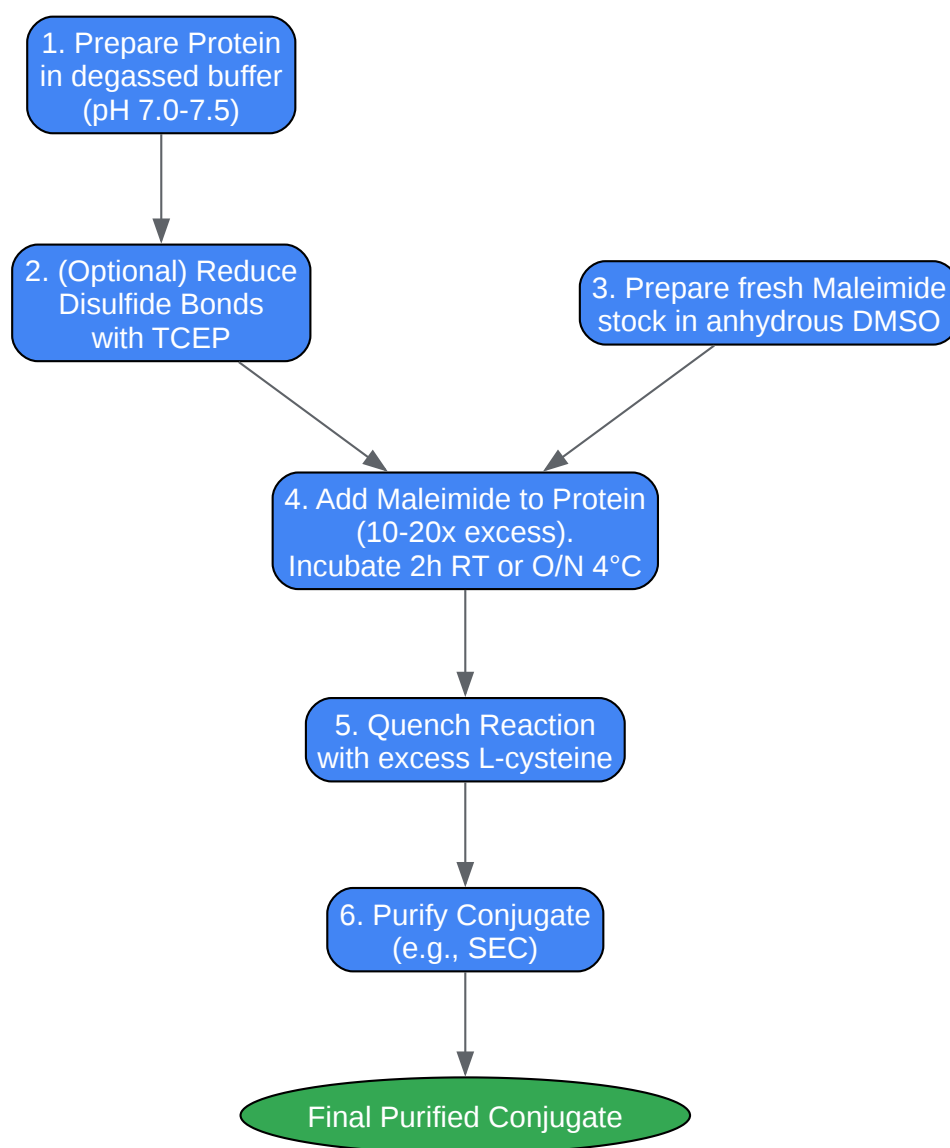 1. Prepare Protein
in degassed buffer
(pH 7.0-7.5)
2. (Optional) Reduce
Disulfide Bonds
with TCEP
3. Prepare fresh Maleimide
stock in anhydrous DMSO
4. Add Maleimide to Protein
(10-20x excess).
Incubate 2h RT or O/N 4°C
5. Quench Reaction
with excess L-cysteine
6. Purify Conjugate
(e.g., SEC)
Final Purified Conjugate